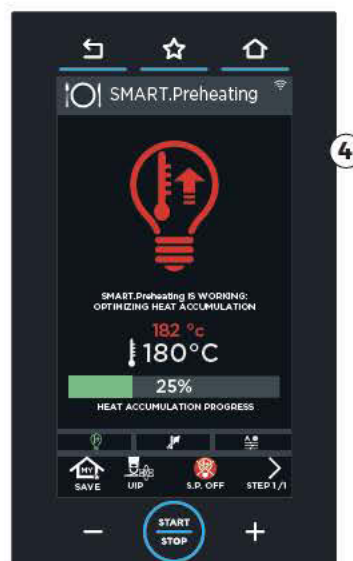 SMART.Preheating
4
SMART.Preheating IS WORKING:
OPTIMIZING HEAT ACCUMULATION
182 °c
180°C
25%
HEAT ACCUMULATION PROGRESS
MY
SAVE
UIP
S.P. OFF
STEP 1/1
START
STOP